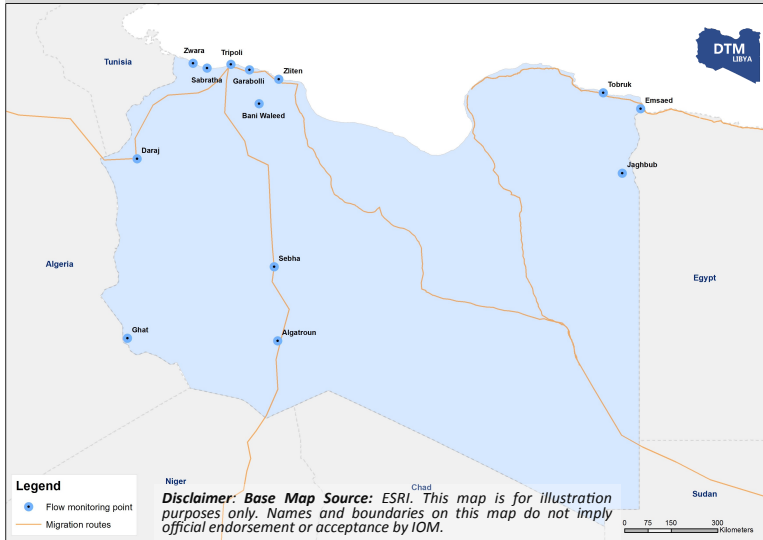 Zwara
Tripoli
Tunisia
Sabratha
Garabolli
Zliten
Bani Waleed
DTM
LIBYA
Tobruk
Emsaed
Daraj
Jaghbub
Algeria
Sebha
Egypt
Ghat
Algatroun
Niger
Chad
Sudan
Legend
Flow monitoring point
Migration routes
Disclaimer: Base Map Source: ESRI. This map is for illustration
purposes only. Names and boundaries on this map do not imply
official endorsement or acceptance by IOM.
0 75 150 300
Kilometers